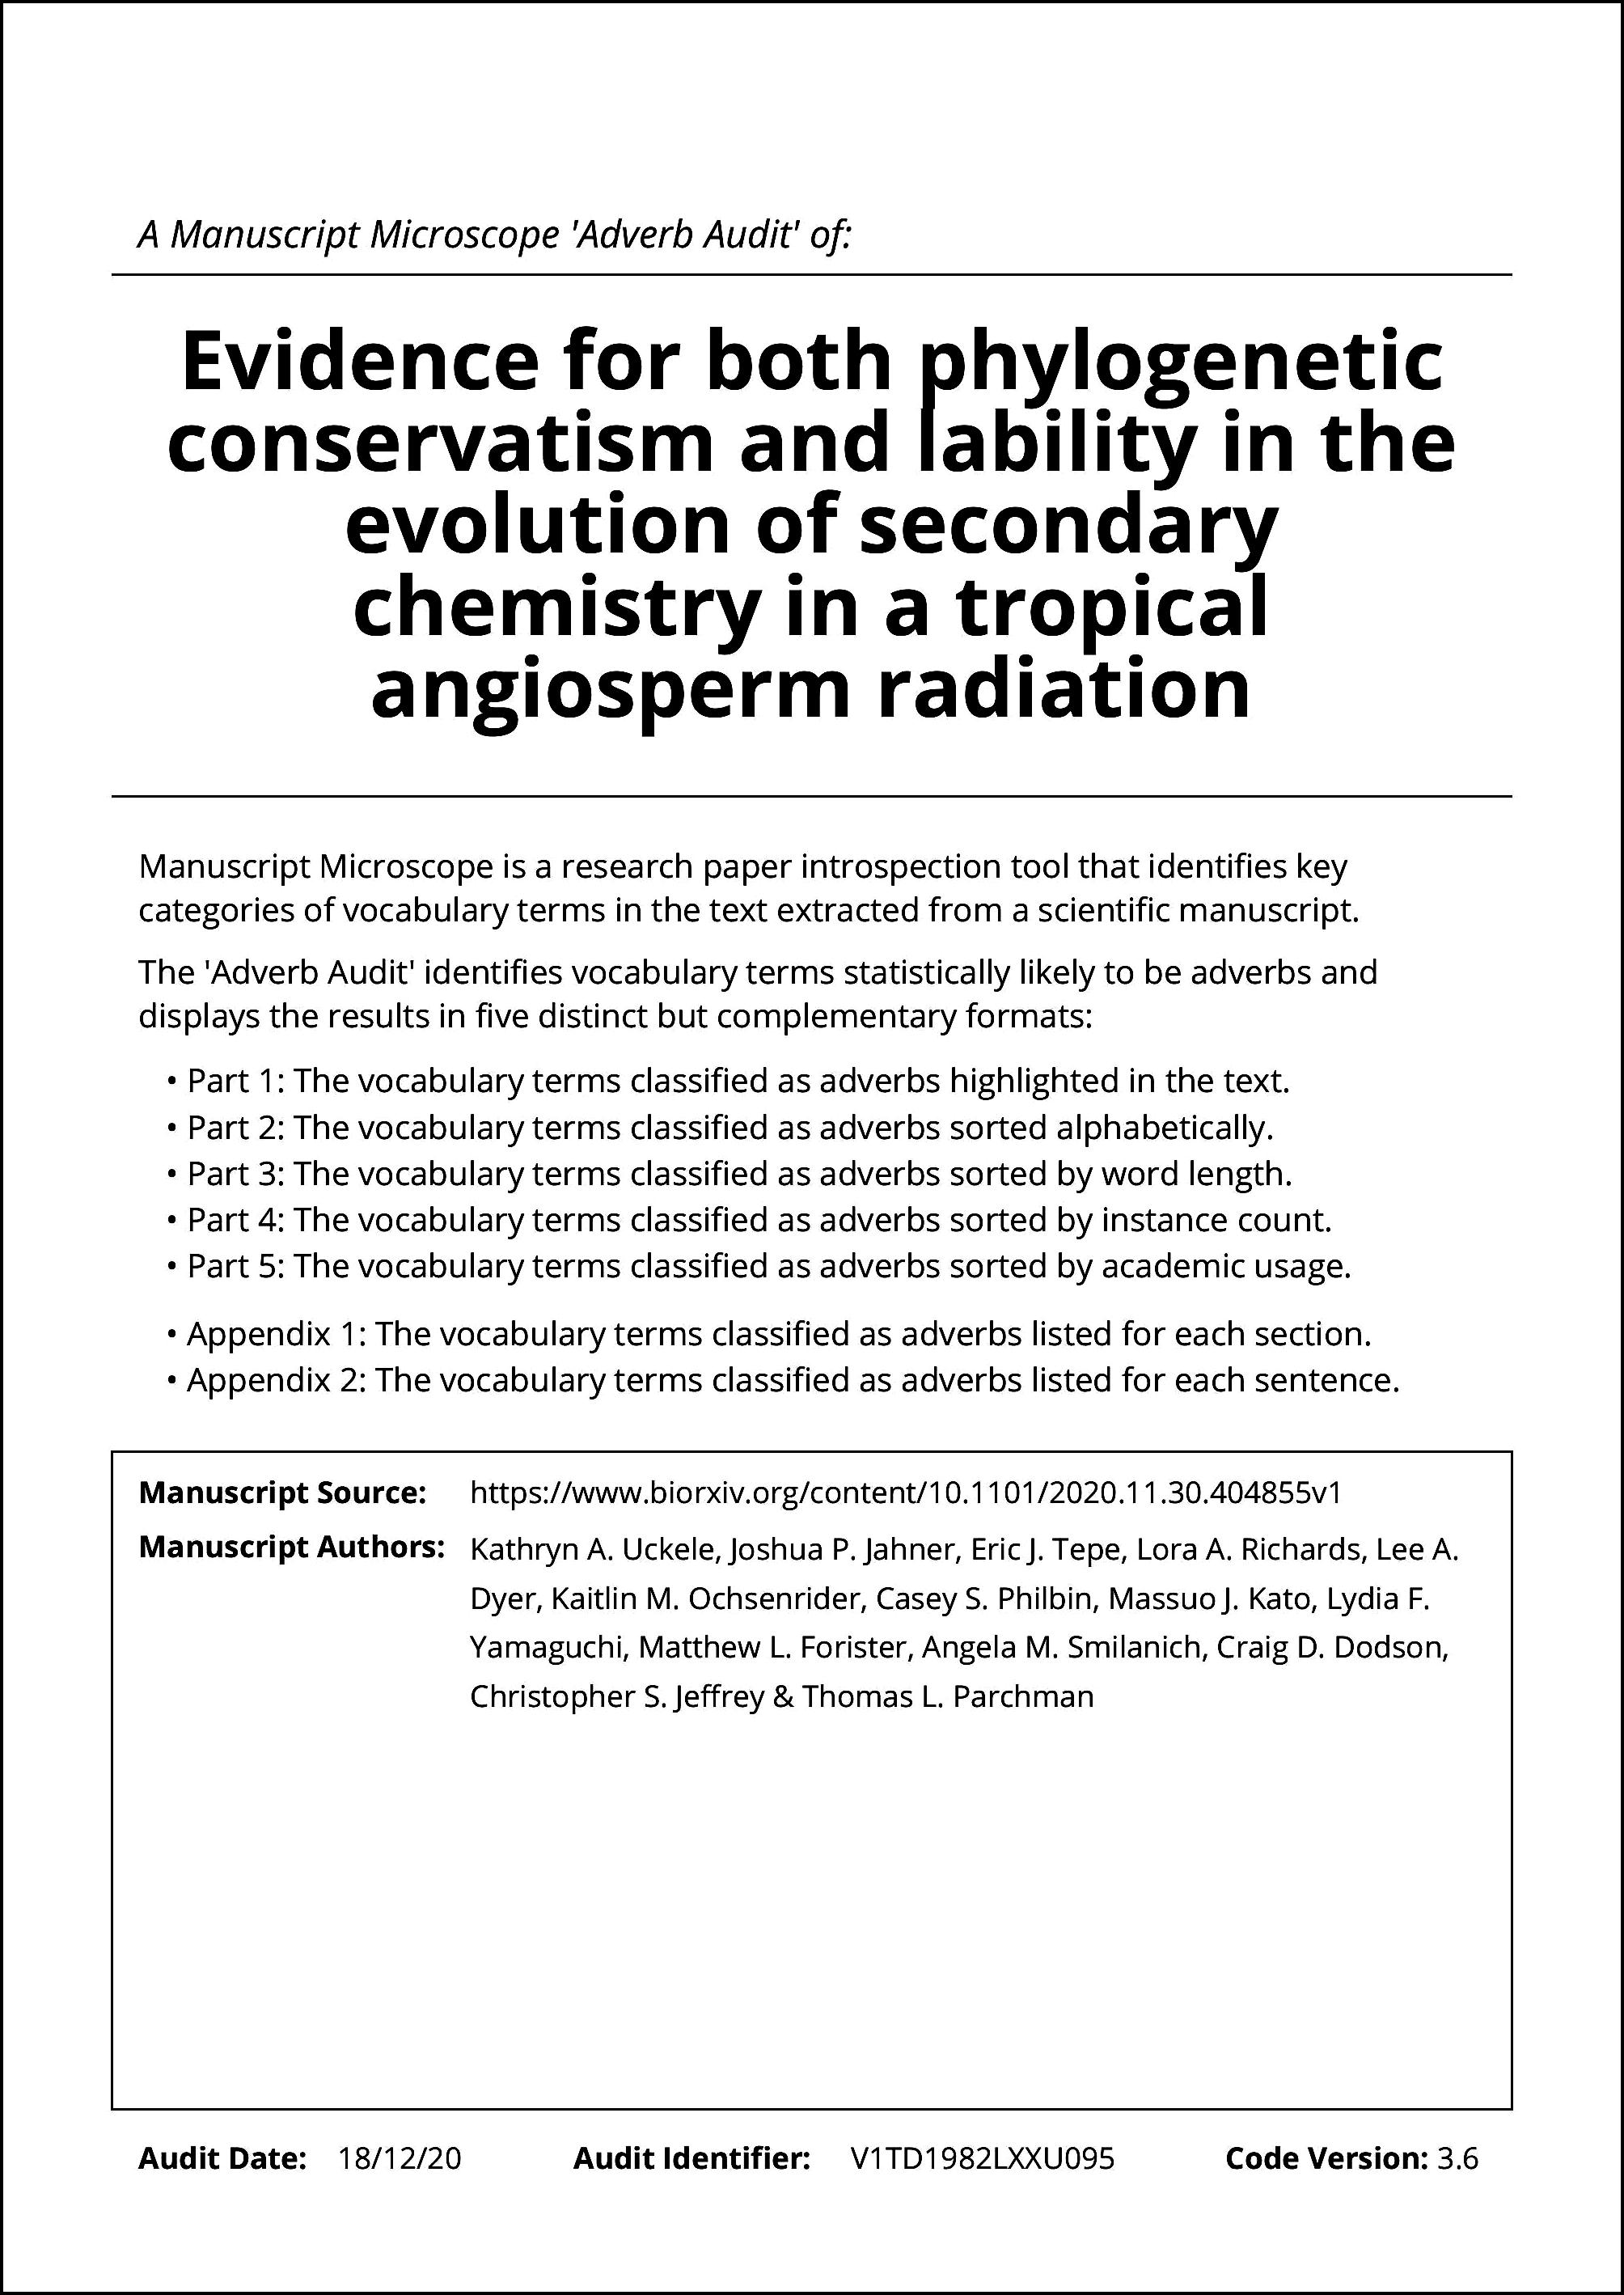 A Manuscript Microscope 'Adverb Audit' of:
Evidence for both phylogenetic
conservatism and lability in the
evolution of secondary
chemistry in a tropical
angiosperm radiation
Manuscript Microscope is a research paper introspection tool that identifies key
categories of vocabulary terms in the text extracted from a scientific manuscript.
The 'Adverb Audit' identifies vocabulary terms statistically likely to be adverbs and
displays the results in five distinct but complementary formats:
• Part 1: The vocabulary terms classified as adverbs highlighted in the text.
• Part 2: The vocabulary terms classified as adverbs sorted alphabetically.
• Part 3: The vocabulary terms classified as adverbs sorted by word length.
• Part 4: The vocabulary terms classified as adverbs sorted by instance count.
• Part 5: The vocabulary terms classified as adverbs sorted by academic usage.
• Appendix 1: The vocabulary terms classified as adverbs listed for each section.
• Appendix 2: The vocabulary terms classified as adverbs listed for each sentence.
Manuscript Source: https://www.biorxiv.org/content/10.1101/2020.11.30.404855v1
Manuscript Authors: Kathryn A. Uckele, Joshua P. Jahner, Eric J. Tepe, Lora A. Richards, Lee A.
Dyer, Kaitlin M. Ochsenrider, Casey S. Philbin, Massuo J. Kato, Lydia F.
Yamaguchi, Matthew L. Forister, Angela M. Smilanich, Craig D. Dodson,
Christopher S. Jeffrey & Thomas L. Parchman
Audit Date: 18/12/20 Audit Identifier: V1TD1982LXXU095 Code Version: 3.6